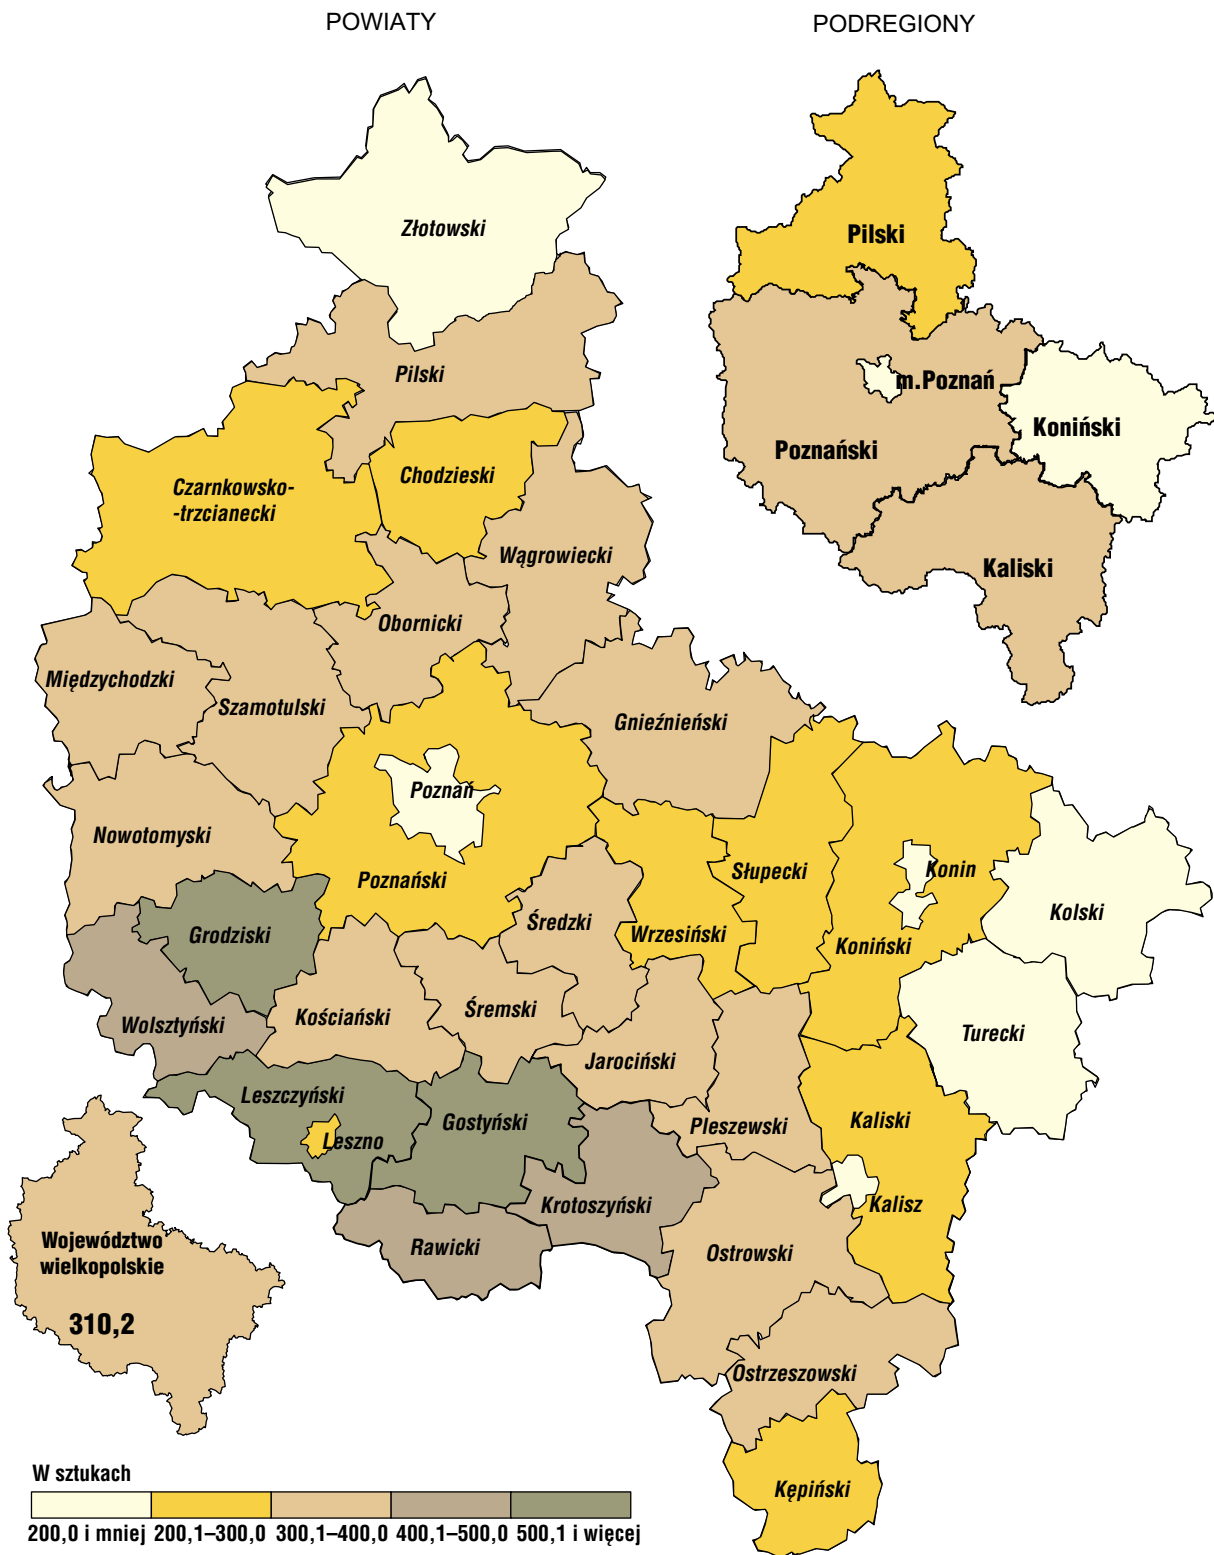 POWIATY
PODREGIONY
Złotowski
Pilski
Czarnkowsko-
-trzcianecki
Chodzieski
Wągrowiecki
Obornicki
Międzychodzki
Szamotulski
Gnieźnieński
Poznań
Nowotomyski
Poznański
Słupecki
Konin
Kolski
Grodziski
Średzki
Wrzesiński
Koniński
Wolsztyński
Kościański
Śremski
Turecki
Jarociński
Leszczyński
Gostyński
Leszno
Pleszewski
Kaliski
Krotoszyński
Kalisz
Rawicki
Ostrowski
Ostrzeszowski
Kępiński
Pilski
m.Poznań
Poznański
Koniński
Kaliski
Województwo
wielkopolskie
310,2
W sztukach
200,0 i mniej 200,1–300,0 300,1–400,0 400,1–500,0 500,1 i więcej